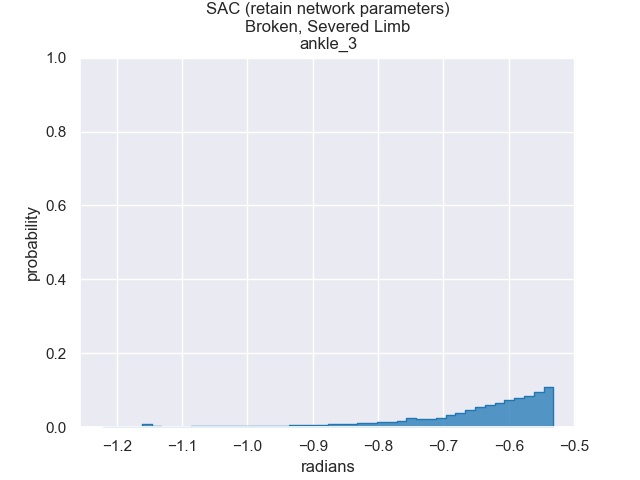 SAC (retain network parameters)
Broken, Severed Limb
ankle_3
1.0
0.8
0.6
0.4
0.2
0.0
probability
−1.2 −1.1 −1.0 −0.9 −0.8 −0.7 −0.6 −0.5
radians